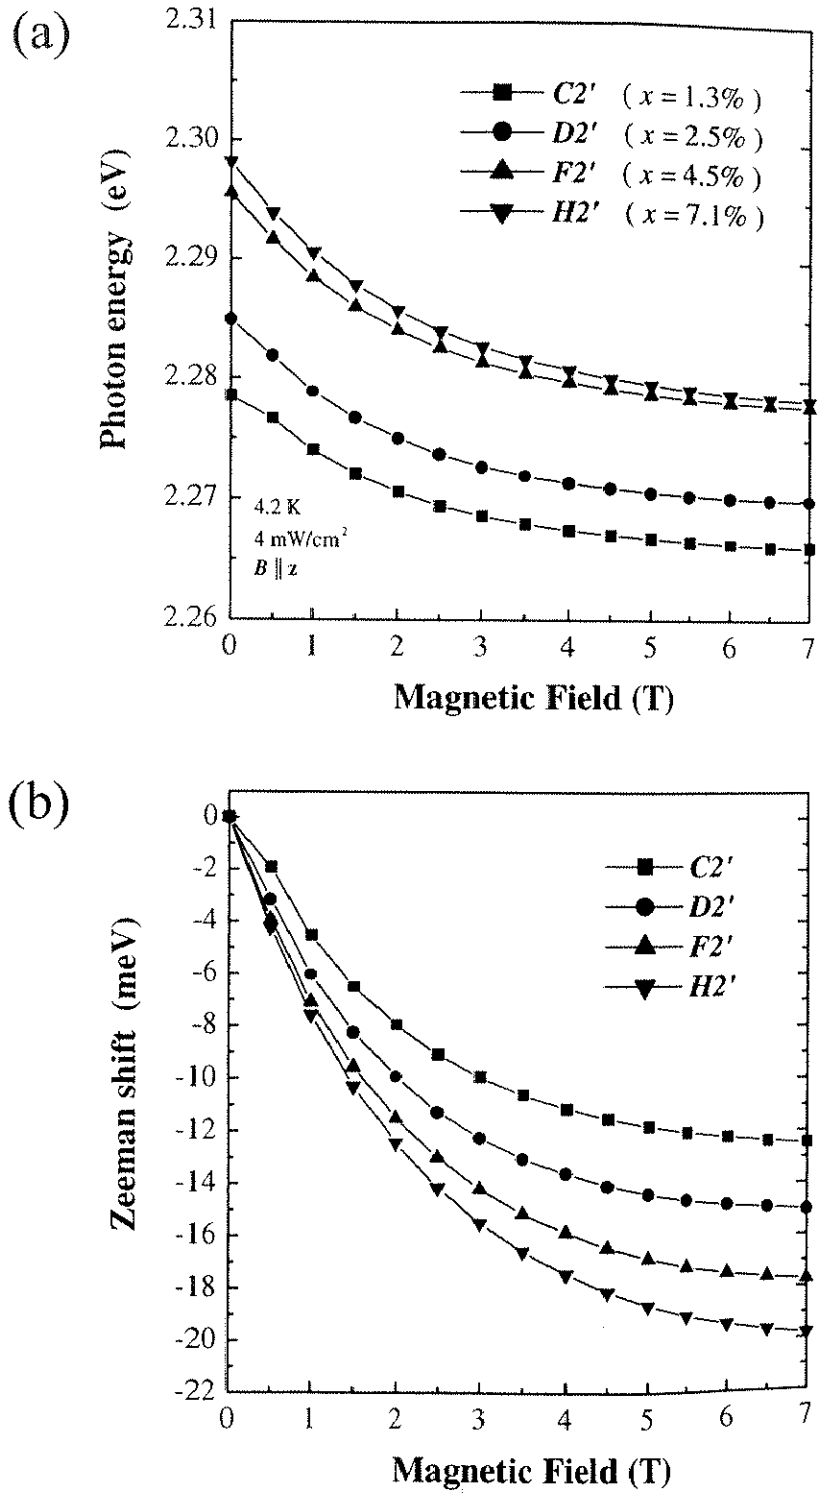 (a)
2.31
2.30
2.29
2.28
2.27
2.26
Photon energy (eV)
C2' ( x = 1.3% )
D2' ( x = 2.5% )
F2' ( x = 4.5% )
H2' ( x = 7.1% )
4.2 K
4 mW/cm²
B || z
0 1 2 3 4 5 6 7
Magnetic Field (T)
(b)
0
-2
-4
-6
-8
-10
-12
-14
-16
-18
-20
-22
Zeeman shift (meV)
C2'
D2'
F2'
H2'
0 1 2 3 4 5 6 7
Magnetic Field (T)